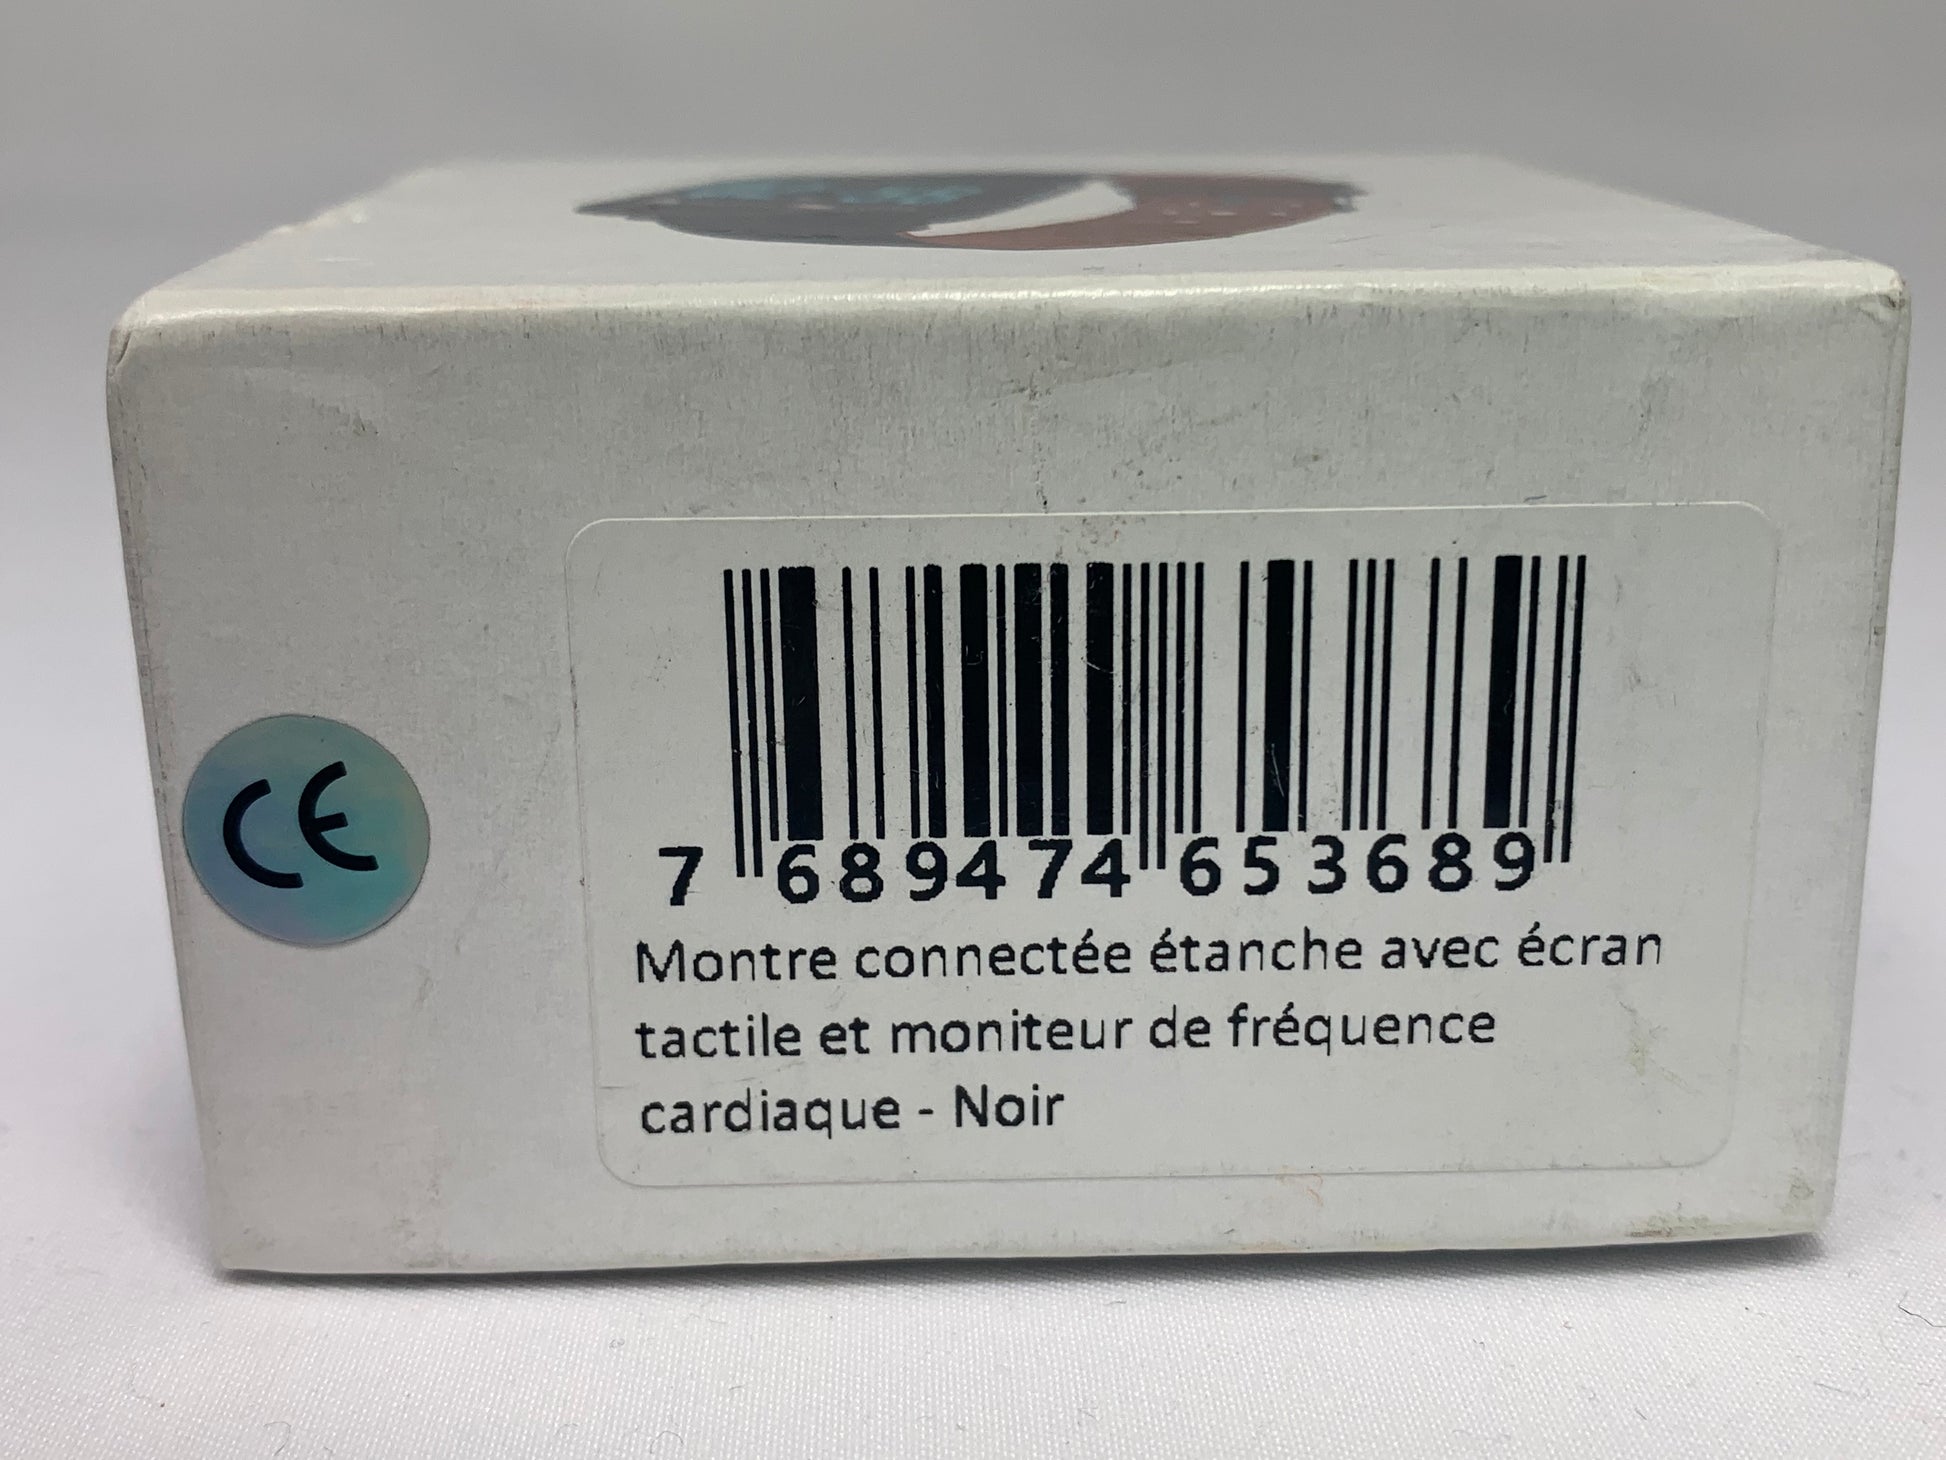 CE
7 689474 653689
Montre connectée étanche avec écran
tactile et moniteur de fréquence
cardiaque - Noir